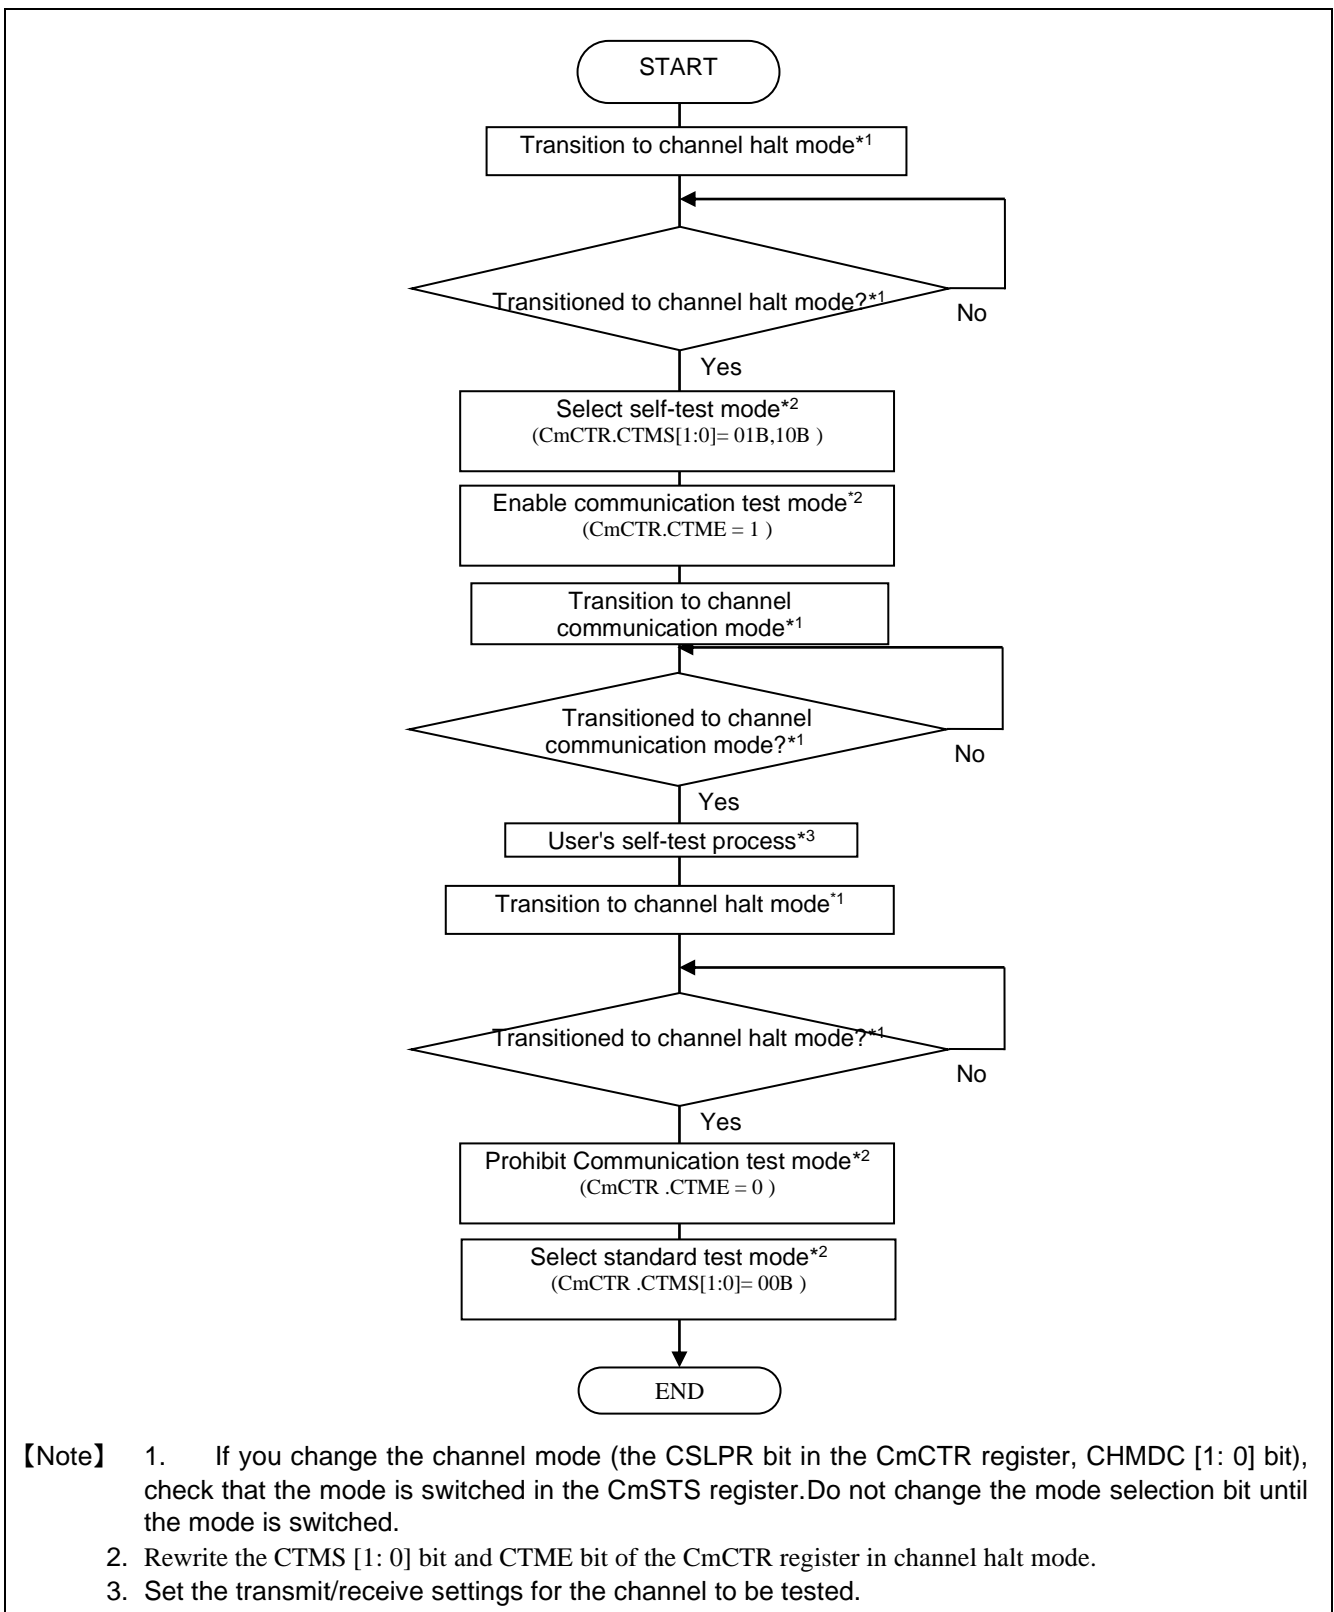 START
Transition to channel halt mode*1
Transitioned to channel halt mode?*1
No
Yes
Select self-test mode*2
(CmCTR.CTMS[1:0]= 01B,10B )
Enable communication test mode*2
(CmCTR.CTME = 1 )
Transition to channel
communication mode*1
Transitioned to channel
communication mode?*1
No
Yes
User's self-test process*3
Transition to channel halt mode*1
Transitioned to channel halt mode?*1
No
Yes
Prohibit Communication test mode*2
(CmCTR .CTME = 0 )
Select standard test mode*2
(CmCTR .CTMS[1:0]= 00B )
END
【Note】 1. If you change the channel mode (the CSLPR bit in the CmCTR register, CHMDC [1: 0] bit),
check that the mode is switched in the CmSTS register.Do not change the mode selection bit until
the mode is switched.
2. Rewrite the CTMS [1: 0] bit and CTME bit of the CmCTR register in channel halt mode.
3. Set the transmit/receive settings for the channel to be tested.